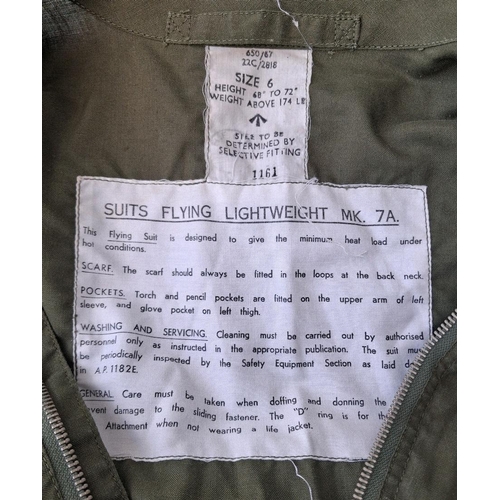 650/67
22C/2818
SIZE 6
HEIGHT 68" TO 72"
WEIGHT ABOVE 174 LB
SIZE TO BE
DETERMINED BY
SELECTIVE FITTING
1161
SUITS FLYING LIGHTWEIGHT MK. 7A.
This Flying Suit is designed to give the minimum heat load under
hot conditions.
SCARF. The scarf should always be fitted in the loops at the back neck.
POCKETS. Torch and pencil pockets are fitted on the upper arm of left
sleeve, and glove pocket on left thigh.
WASHING AND SERVICING. Cleaning must be carried out by authorised
personnel only as instructed in the appropriate publication. The suit must
be periodically inspected by the Safety Equipment Section as laid
in A.P. 1182E.
GENERAL. Care must be taken when doffing and donning the
damage to the sliding fastener. The "D" ring is for
Attachment when not wearing a life jacket.